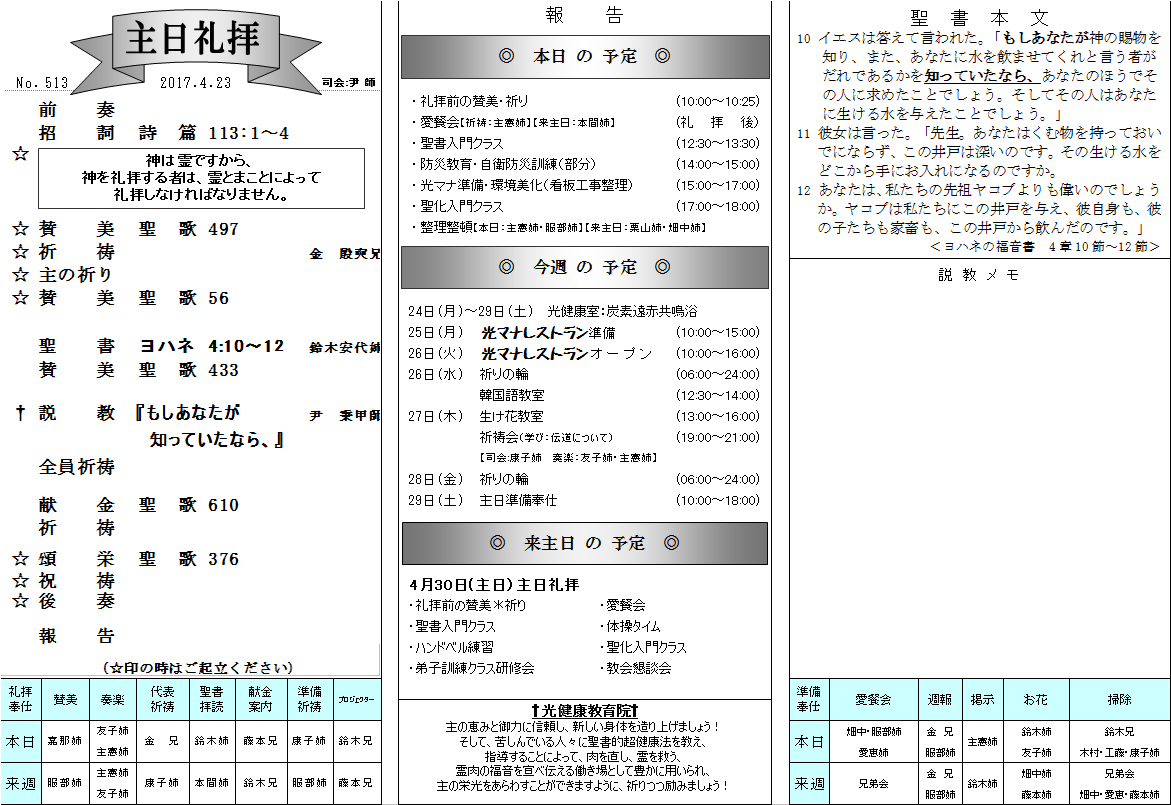 主日礼拝
No. 513 2017.4.23 司会:尹 師
前 奏
招 詞 詩 篇 113:1～4
☆
神は霊ですから、
神を礼拝する者は、霊とまことによって
礼拝しなければなりません。
☆ 賛 美 聖 歌 497
☆ 祈 祷 金 殷爽兄
☆ 主の祈り
☆ 賛 美 聖 歌 56
聖 書 ヨハネ 4:10～12 鈴木安代姉
賛 美 聖 歌 433
† 説 教 『もしあなたが 尹 秉甲師
知っていたなら、』
全員祈祷
献 金 聖 歌 610
祈 祷
☆ 頌 栄 聖 歌 376
☆ 祝 祷
☆ 後 奏
報 告
(☆印の時はご起立ください)
礼拝奉仕 賛美 奏楽 代表祈祷 聖書拝読 献金案内 準備祈祷 プロジェクター
本日 嘉那姉 友子姉 主憲姉 金 兄 鈴木姉 藤本兄 康子姉 鈴木兄
来週 服部姉 主憲姉 友子姉 康子姉 本間姉 鈴木兄 服部姉 藤本兄
報 告
◎ 本日 の 予定 ◎
・礼拝前の賛美・祈り (10:00～10:25)
・愛餐会【祈祷:主憲姉】【来主日:本間姉】 (礼 拝 後)
・聖書入門クラス (12:30～13:30)
・防災教育・自衛防災訓練(部分) (14:00～15:00)
・光マナ準備・環境美化(看板工事整理) (15:00～17:00)
・聖化入門クラス (17:00～18:00)
・整理整頓【本日:主憲姉・服部姉】【来主日:栗山姉・畑中姉】
◎ 今週 の 予定 ◎
24日(月)～29日(土) 光健康室:炭素遠赤共鳴浴
25日(月) 光マナレストラン準備 (10:00～15:00)
26日(火) 光マナレストランオープン (10:00～16:00)
26日(水) 祈りの輪 (06:00～24:00)
韓国語教室 (12:30～14:00)
27日(木) 生け花教室 (13:00～16:00)
祈祷会(学び:伝道について) (19:00～21:00)
【司会:康子姉 奏楽:友子姉・主憲姉】
28日(金) 祈りの輪 (06:00～24:00)
29日(土) 主日準備奉仕 (10:00～18:00)
◎ 来主日 の 予定 ◎
4月30日(主日) 主日礼拝
・礼拝前の賛美＊祈り ・愛餐会
・聖書入門クラス ・体操タイム
・ハンドベル練習 ・聖化入門クラス
・弟子訓練クラス研修会 ・教会懇談会
†光健康教育院†
主の恵みと御力に信頼し、新しい身体を造り上げましょう！
そして、苦しんでいる人々に聖書的超健康法を教え、
指導することによって、肉を直し、霊を救う、
霊肉の福音を宣べ伝える働き場として豊かに用いられ、
主の栄光をあらわすことができますように、祈りつつ励みましょう！
聖 書 本 文
10 イエスは答えて言われた。「もしあなたが神の賜物を
知り、また、あなたに水を飲ませてくれと言う者が
だれであるかを知っていたなら、あなたのほうでそ
の人に求めたことでしょう。そしてその人はあなた
に生ける水を与えたことでしょう。」
11 彼女は言った。「先生。あなたはくむ物を持っておい
でにならず、この井戸は深いのです。その生ける水を
どこから手にお入れになるのですか。
12 あなたは、私たちの先祖ヤコブよりも偉いのでしょう
か。ヤコブは私たちにこの井戸を与え、彼自身も、彼
の子たちも家畜も、この井戸から飲んだのです。」
＜ヨハネの福音書 4章10節～12節＞
説 教 メ モ
準備奉仕 愛餐会 週報 掲示 お花 掃除
本日 畑中・服部姉 愛恵姉 金 兄 服部姉 主憲姉 鈴木姉 友子姉 鈴木兄 木村・工藤・康子姉
来週 兄弟会 金 兄 服部姉 鈴木姉 畑中姉 藤本姉 兄弟会 畑中・愛恵・藤本姉